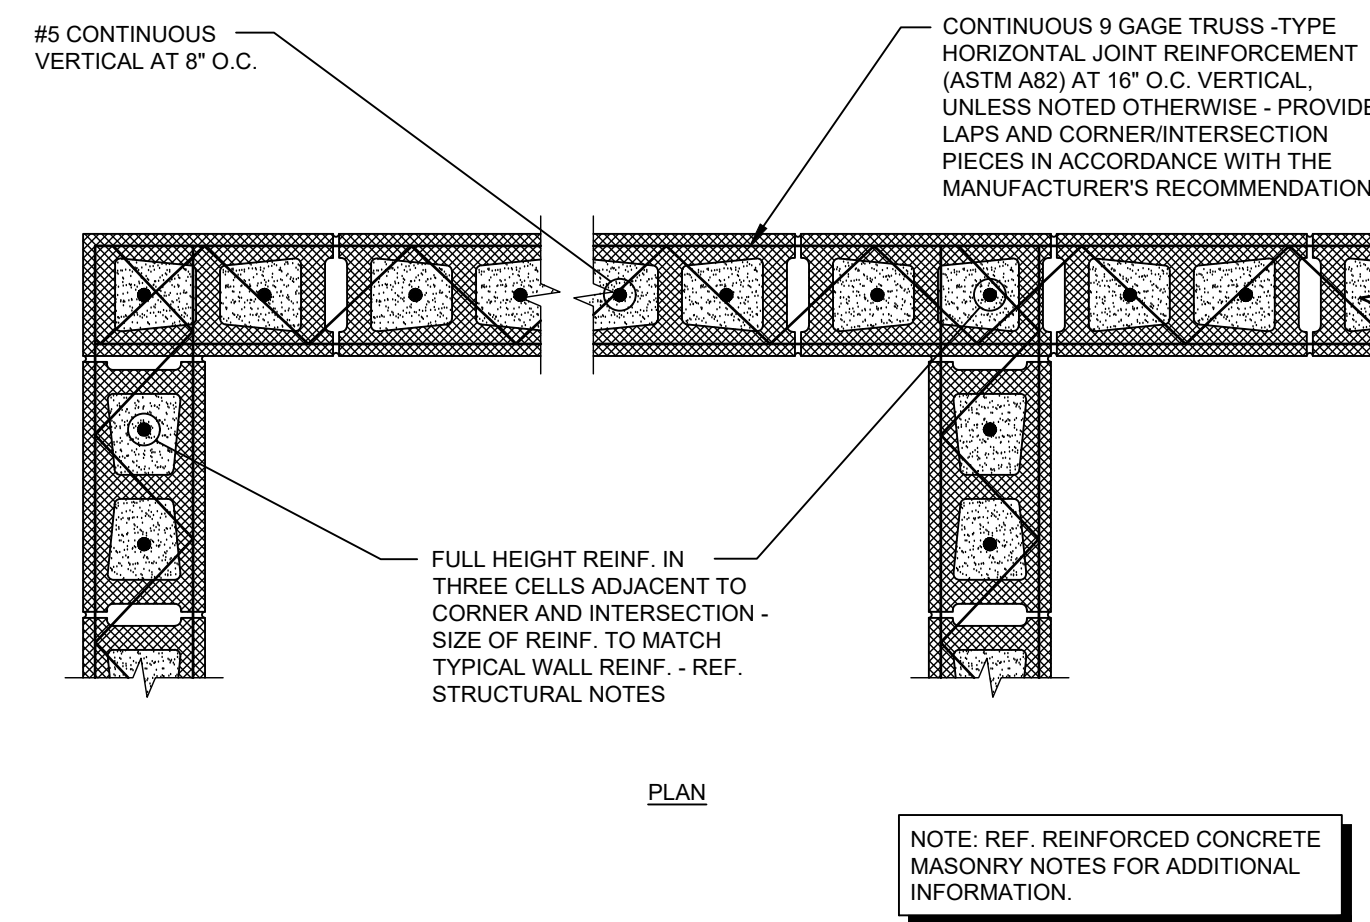 #5 CONTINUOUS
VERTICAL AT 8" O.C.
CONTINUOUS 9 GAGE TRUSS -TYPE
HORIZONTAL JOINT REINFORCEMENT
(ASTM A82) AT 16" O.C. VERTICAL,
UNLESS NOTED OTHERWISE - PROVIDE
LAPS AND CORNER/INTERSECTION
PIECES IN ACCORDANCE WITH THE
MANUFACTURER'S RECOMMENDATION
FULL HEIGHT REINF. IN
THREE CELLS ADJACENT TO
CORNER AND INTERSECTION -
SIZE OF REINF. TO MATCH
TYPICAL WALL REINF. - REF.
STRUCTURAL NOTES
PLAN
NOTE: REF. REINFORCED CONCRETE
MASONRY NOTES FOR ADDITIONAL
INFORMATION.